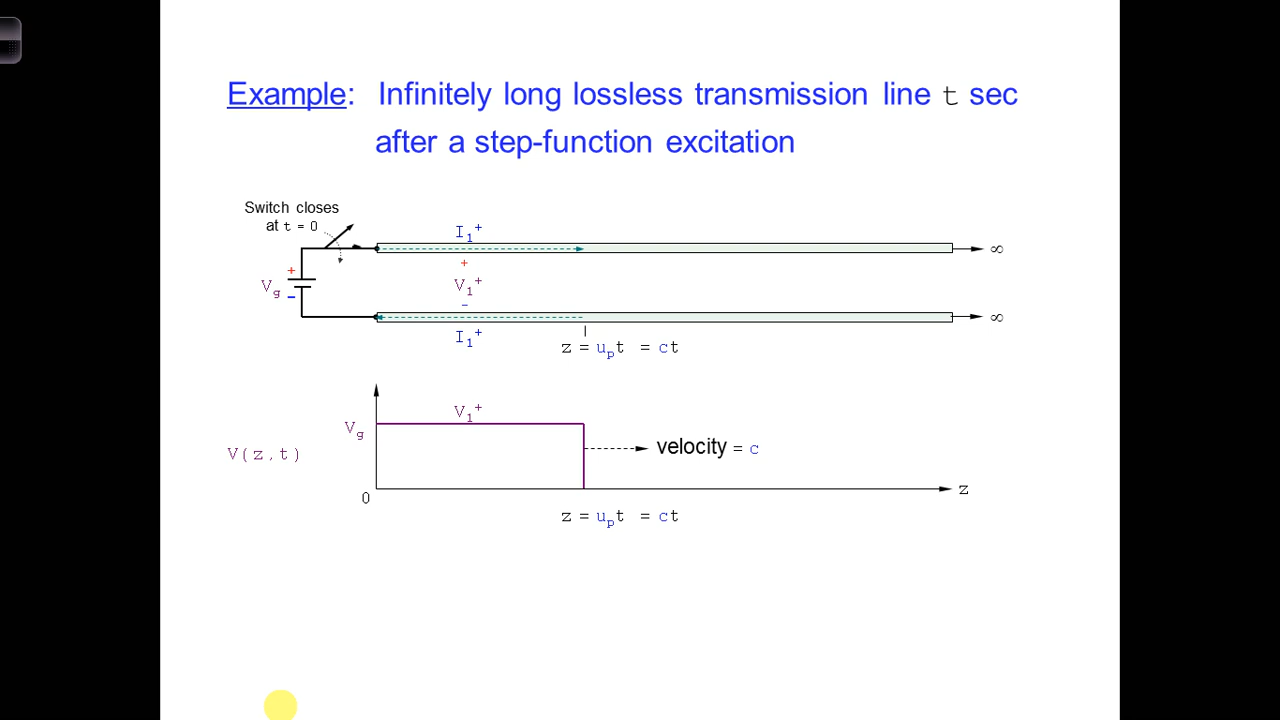 Example: Infinitely long lossless transmission line t sec
after a step-function excitation
Switch closes
at t = 0
I₁⁺
∞
+
+
V₁⁺
Vg
−
−
∞
I₁⁺
z = uₚt = ct
V₁⁺
Vg
velocity = c
V(z,t)
0
z
z = uₚt = ct